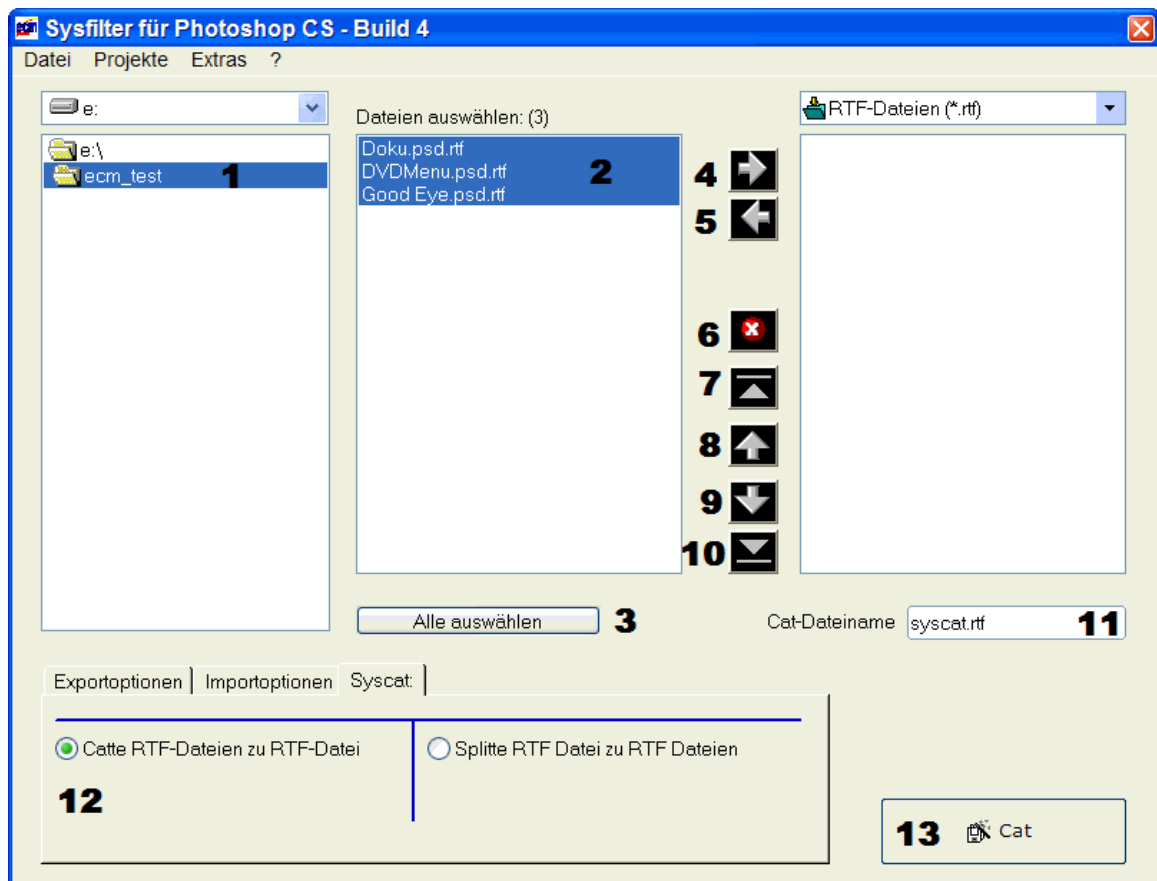 ecm Sysfilter für Photoshop CS - Build 4
Datei Projekte Extras ?
e:
Dateien auswählen: (3)
RTF-Dateien (*.rtf)
e:\
ecm_test 1
Doku.psd.rtf
DVDMenu.psd.rtf 2
Good Eye.psd.rtf
4
5
6
7
8
9
10
Alle auswählen 3
Cat-Dateiname syscat.rtf 11
Exportoptionen Importoptionen Syscat:
Catte RTF-Dateien zu RTF-Datei
Splitte RTF Datei zu RTF Dateien
12
13 Cat